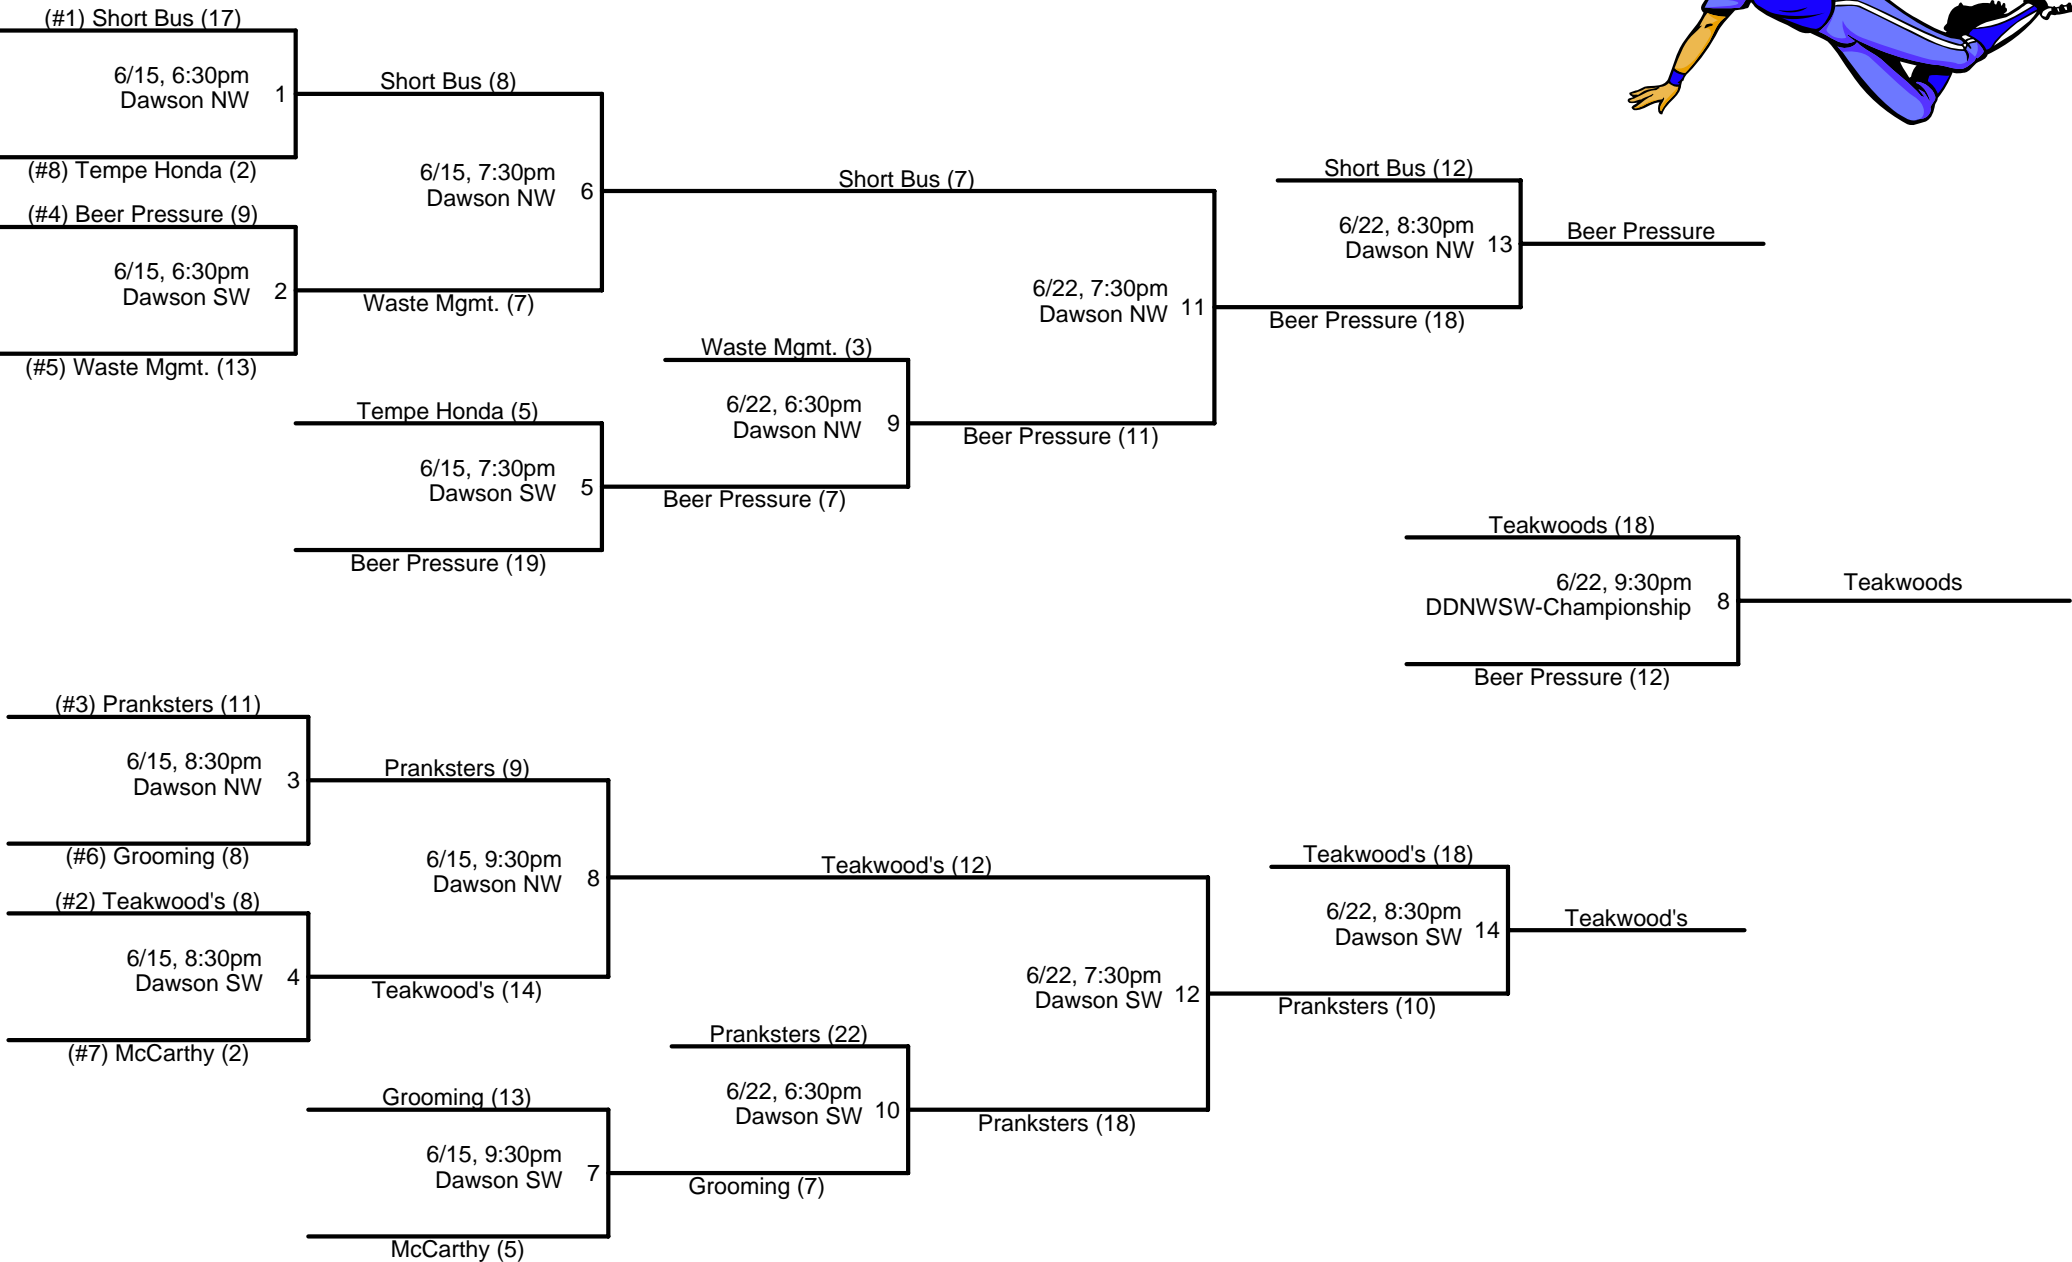 (#1) Short Bus (17)
6/15, 6:30pm
Dawson NW 1
(#8) Tempe Honda (2)
Short Bus (8)
(#4) Beer Pressure (9)
6/15, 6:30pm
Dawson SW 2
(#5) Waste Mgmt. (13)
6/15, 7:30pm
Dawson NW 6
Waste Mgmt. (7)
Short Bus (7)
Tempe Honda (5)
6/15, 7:30pm
Dawson SW 5
Beer Pressure (19)
Waste Mgmt. (3)
6/22, 6:30pm
Dawson NW 9
Beer Pressure (7)
6/22, 7:30pm
Dawson NW 11
Beer Pressure (11)
Short Bus (12)
6/22, 8:30pm
Dawson NW 13
Beer Pressure (18)
Beer Pressure
Teakwoods (18)
6/22, 9:30pm
DDNWSW-Championship 8
Beer Pressure (12)
Teakwoods
(#3) Pranksters (11)
6/15, 8:30pm
Dawson NW 3
(#6) Grooming (8)
Pranksters (9)
(#2) Teakwood's (8)
6/15, 8:30pm
Dawson SW 4
(#7) McCarthy (2)
6/15, 9:30pm
Dawson NW 8
Teakwood's (14)
Teakwood's (12)
Grooming (13)
6/15, 9:30pm
Dawson SW 7
McCarthy (5)
Pranksters (22)
6/22, 6:30pm
Dawson SW 10
Grooming (7)
6/22, 7:30pm
Dawson SW 12
Pranksters (18)
Teakwood's (18)
6/22, 8:30pm
Dawson SW 14
Pranksters (10)
Teakwood's